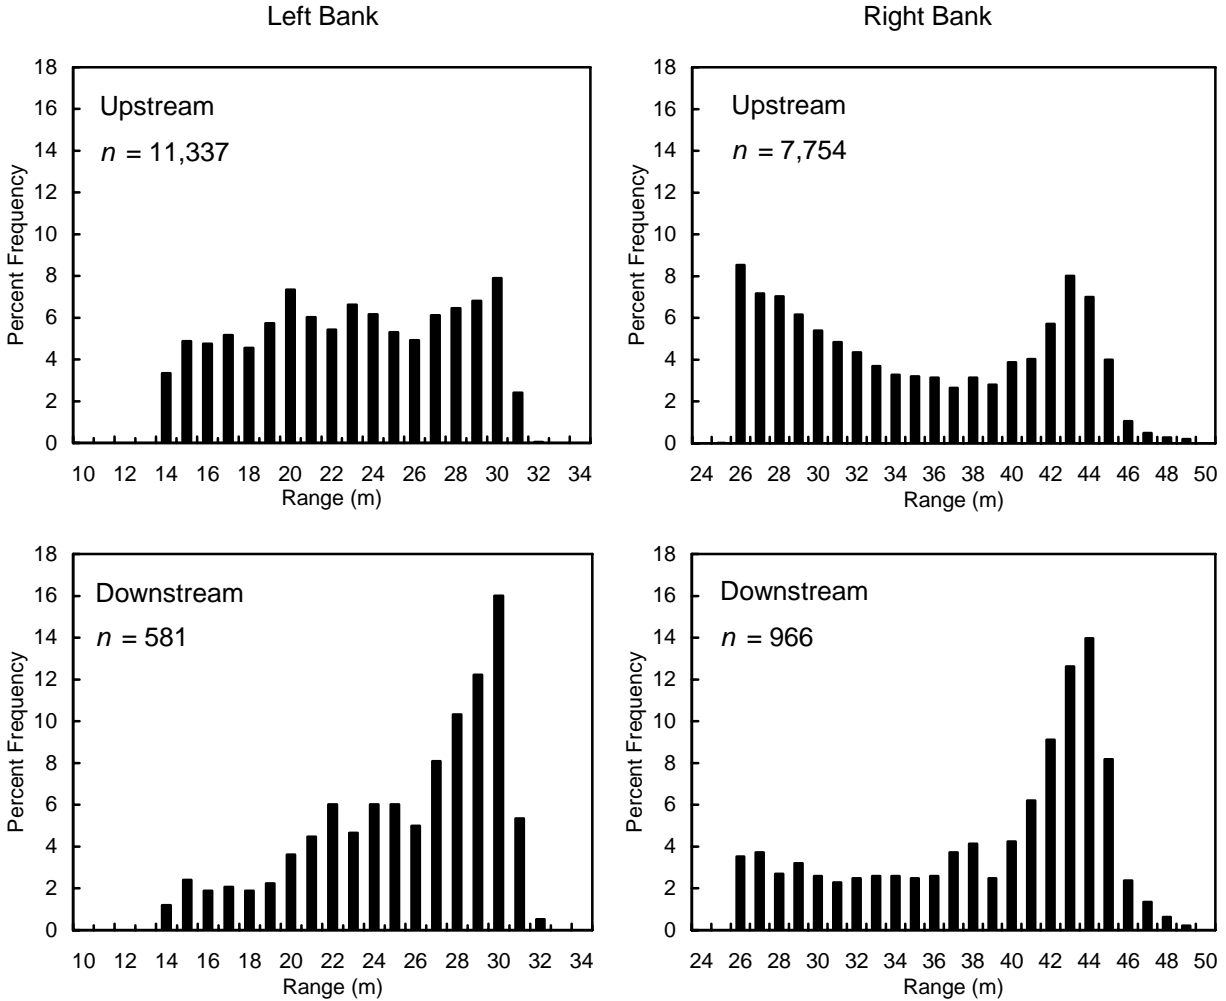 Left Bank
Right Bank
18
16
14
12
10
8
6
4
2
0
Percent Frequency
Upstream
n = 11,337
10 12 14 16 18 20 22 24 26 28 30 32 34
Range (m)
18
16
14
12
10
8
6
4
2
0
Percent Frequency
Upstream
n = 7,754
24 26 28 30 32 34 36 38 40 42 44 46 48 50
Range (m)
18
16
14
12
10
8
6
4
2
0
Percent Frequency
Downstream
n = 581
10 12 14 16 18 20 22 24 26 28 30 32 34
Range (m)
18
16
14
12
10
8
6
4
2
0
Percent Frequency
Downstream
n = 966
24 26 28 30 32 34 36 38 40 42 44 46 48 50
Range (m)